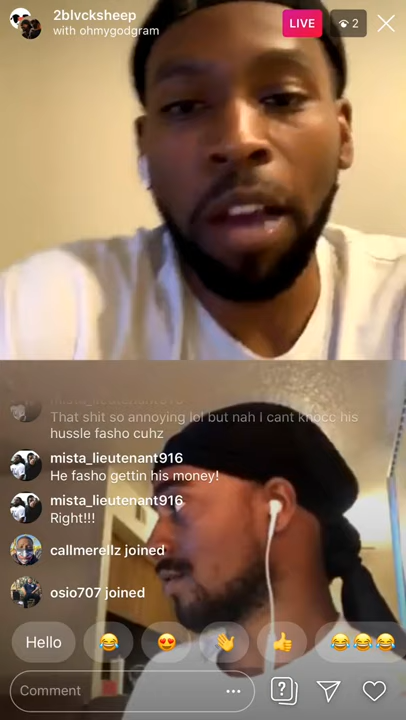 2blvcksheep
with ohmygodgram
LIVE
2
That shit so annoying lol but nah I cant knocc his
hussle fasho cuhz
mista_lieutenant916
He fasho gettin his money!
mista_lieutenant916
Right!!!
callmerellz joined
osio707 joined
Hello
😂
😍
👋
👍
😂😂😂
Comment